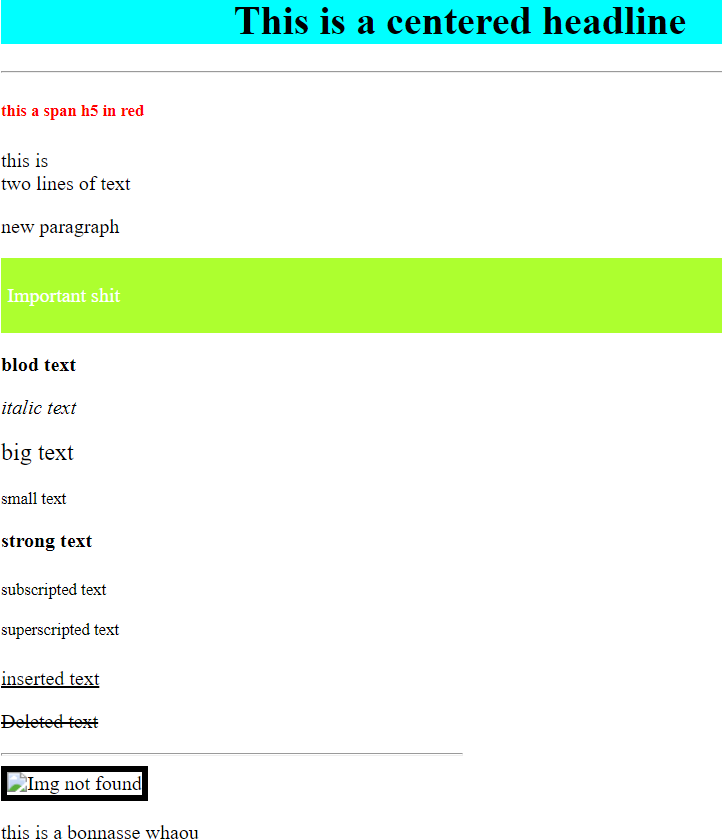 This is a centered headline
this a span h5 in red
this is
two lines of text
new paragraph
Important shit
blod text
italic text
big text
small text
strong text
subscripted text
superscripted text
inserted text
Deleted text
Img not found
this is a bonnasse whaou